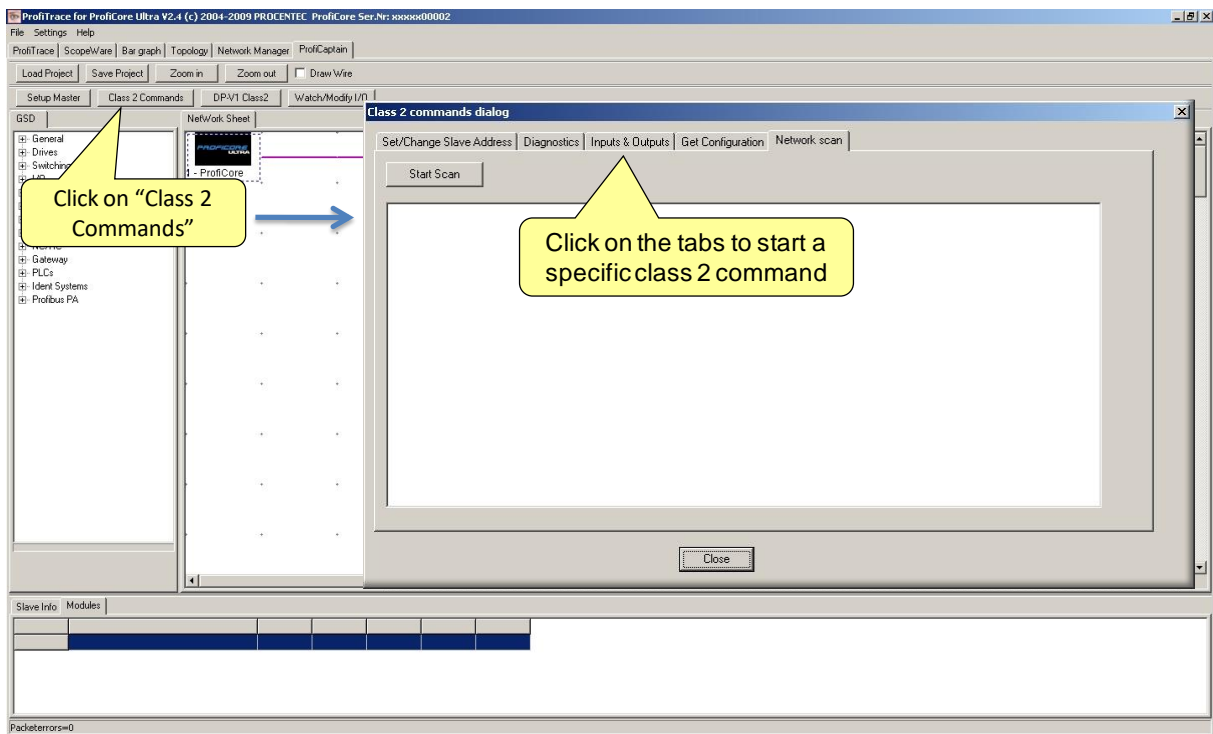 ProfiTrace for ProfiCore Ultra V2.4 (c) 2004-2009 PROCENTEC ProfiCore Ser.Nr: xxxxx00002
File Settings Help
ProfiTrace ScopeWare Bar graph Topology Network Manager ProfiCaptain
Load Project Save Project Zoom in Zoom out Draw Wire
Setup Master Class 2 Commands DP-V1 Class2 Watch/Modify I/O
Class 2 commands dialog
GSD
NetWork Sheet
Set/Change Slave Address Diagnostics Inputs & Outputs Get Configuration Network scan
General
Drives
Switching
PROFICORE
ULTRA
1 - ProfiCore
Start Scan
Click on “Class 2
Commands”
Click on the tabs to start a
specific class 2 command
Gateway
PLCs
Ident Systems
Profibus PA
Close
Slave Info Modules
Packeterrors=0